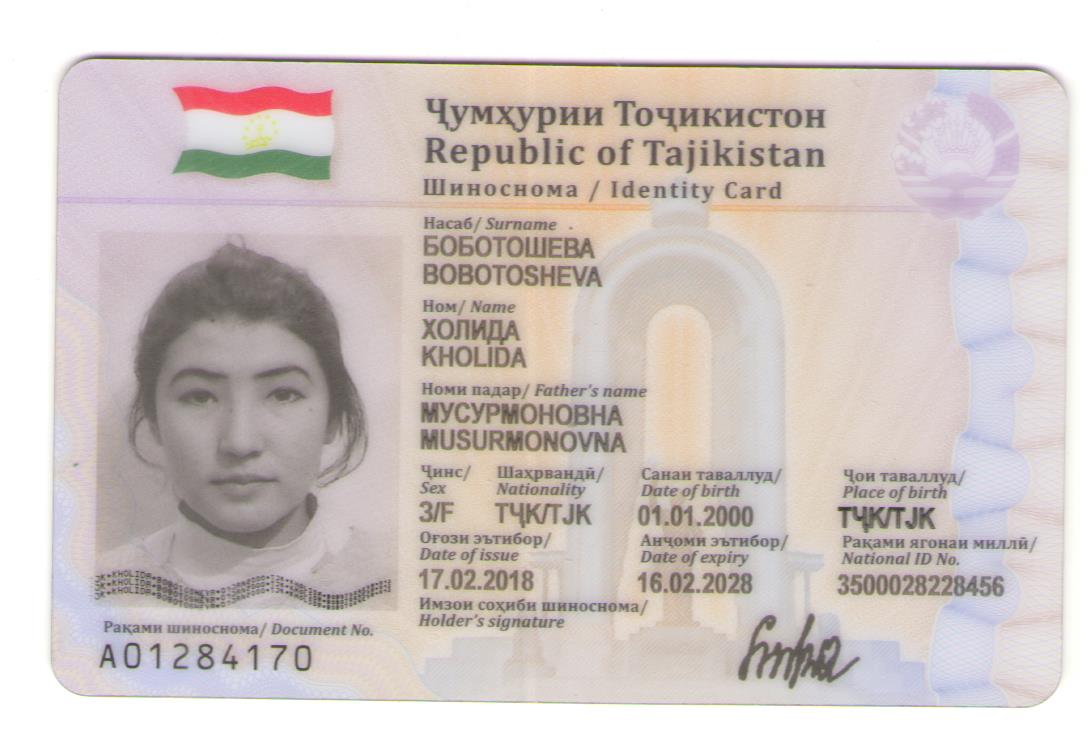 Ҷумҳурии Тоҷикистон
Republic of Tajikistan
Шиноснома / Identity Card
Насаб/ Surname
БОБОТОШЕВА
BOBOTOSHEVA
Ном/ Name
ХОЛИДА
KHOLIDA
Номи падар/ Father's name
МУСУРМОНОВНА
MUSURMONOVNA
Ҷинс/ Шаҳрвандӣ/ Санаи таваллуд/ Ҷои таваллуд/
Sex Nationality Date of birth Place of birth
З/F ТҶК/TJK 01.01.2000 ТҶК/TJK
Оғози эътибор/ Анҷоми эътибор/ Рақами ягонаи миллӣ/
Date of issue Date of expiry National ID No.
17.02.2018 16.02.2028 3500028228456
Имзои соҳиби шиноснома/
Holder's signature
Рақами шиноснома/ Document No.
A01284170